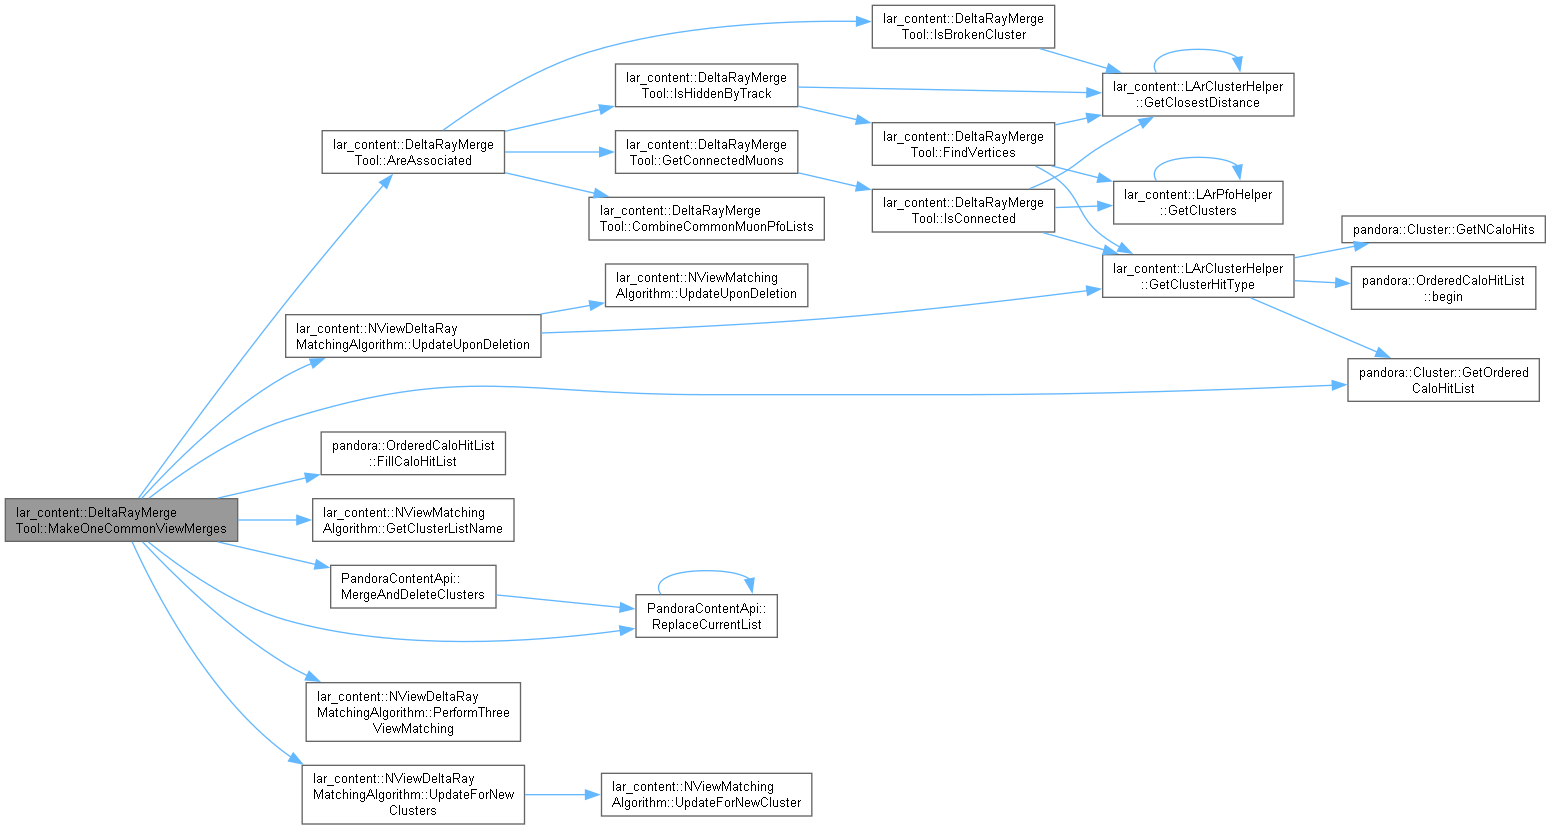 lar_content::DeltaRayMerge
Tool::MakeOneCommonViewMerges
lar_content::DeltaRayMerge
Tool::AreAssociated
lar_content::NViewDeltaRay
MatchingAlgorithm::UpdateUponDeletion
pandora::OrderedCaloHitList
::FillCaloHitList
lar_content::NViewMatching
Algorithm::GetClusterListName
PandoraContentApi::
MergeAndDeleteClusters
lar_content::NViewDeltaRay
MatchingAlgorithm::PerformThree
ViewMatching
lar_content::NViewDeltaRay
MatchingAlgorithm::UpdateForNew
Clusters
lar_content::DeltaRayMerge
Tool::IsHiddenByTrack
lar_content::DeltaRayMerge
Tool::GetConnectedMuons
lar_content::DeltaRayMerge
Tool::CombineCommonMuonPfoLists
lar_content::NViewMatching
Algorithm::UpdateUponDeletion
PandoraContentApi::
ReplaceCurrentList
lar_content::NViewMatching
Algorithm::UpdateForNewCluster
lar_content::DeltaRayMerge
Tool::IsBrokenCluster
lar_content::DeltaRayMerge
Tool::FindVertices
lar_content::DeltaRayMerge
Tool::IsConnected
lar_content::LArClusterHelper
::GetClosestDistance
lar_content::LArPfoHelper
::GetClusters
lar_content::LArClusterHelper
::GetClusterHitType
pandora::Cluster::GetNCaloHits
pandora::OrderedCaloHitList
::begin
pandora::Cluster::GetOrdered
CaloHitList